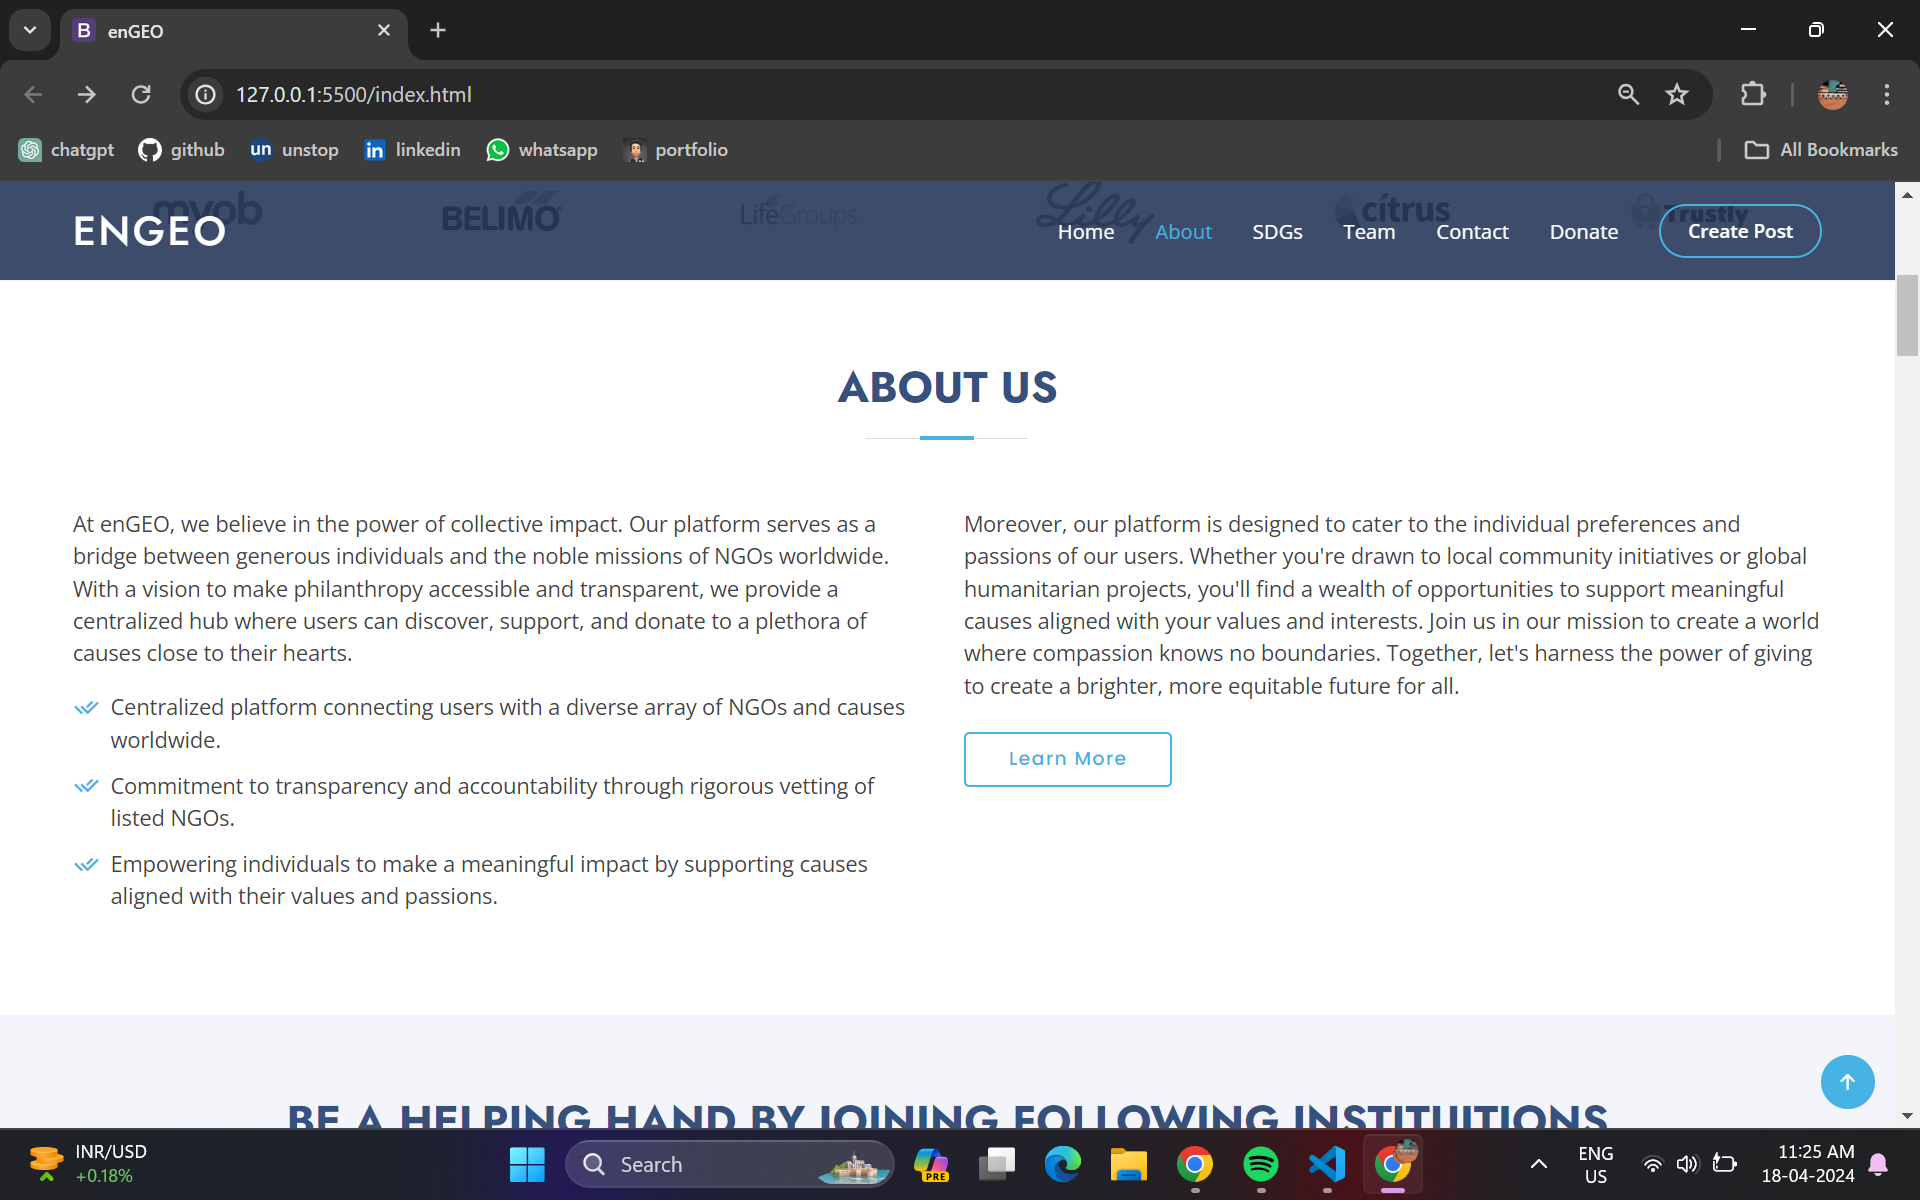 enGEO
127.0.0.1:5500/index.html
chatgpt
github
un unstop
in linkedin
whatsapp
portfolio
All Bookmarks
myob
BELIMO
LifeGroups
Lilly
citrus
Trustly
ENGEO
Home
About
SDGs
Team
Contact
Donate
Create Post
ABOUT US
At enGEO, we believe in the power of collective impact. Our platform serves as a
bridge between generous individuals and the noble missions of NGOs worldwide.
With a vision to make philanthropy accessible and transparent, we provide a
centralized hub where users can discover, support, and donate to a plethora of
causes close to their hearts.
Centralized platform connecting users with a diverse array of NGOs and causes
worldwide.
Commitment to transparency and accountability through rigorous vetting of
listed NGOs.
Empowering individuals to make a meaningful impact by supporting causes
aligned with their values and passions.
Moreover, our platform is designed to cater to the individual preferences and
passions of our users. Whether you're drawn to local community initiatives or global
humanitarian projects, you'll find a wealth of opportunities to support meaningful
causes aligned with your values and interests. Join us in our mission to create a world
where compassion knows no boundaries. Together, let's harness the power of giving
to create a brighter, more equitable future for all.
Learn More
BE A HELPING HAND BY JOINING FOLLOWING INSTITUITIONS
INR/USD
+0.18%
Search
PRE
ENG
US
11:25 AM
18-04-2024